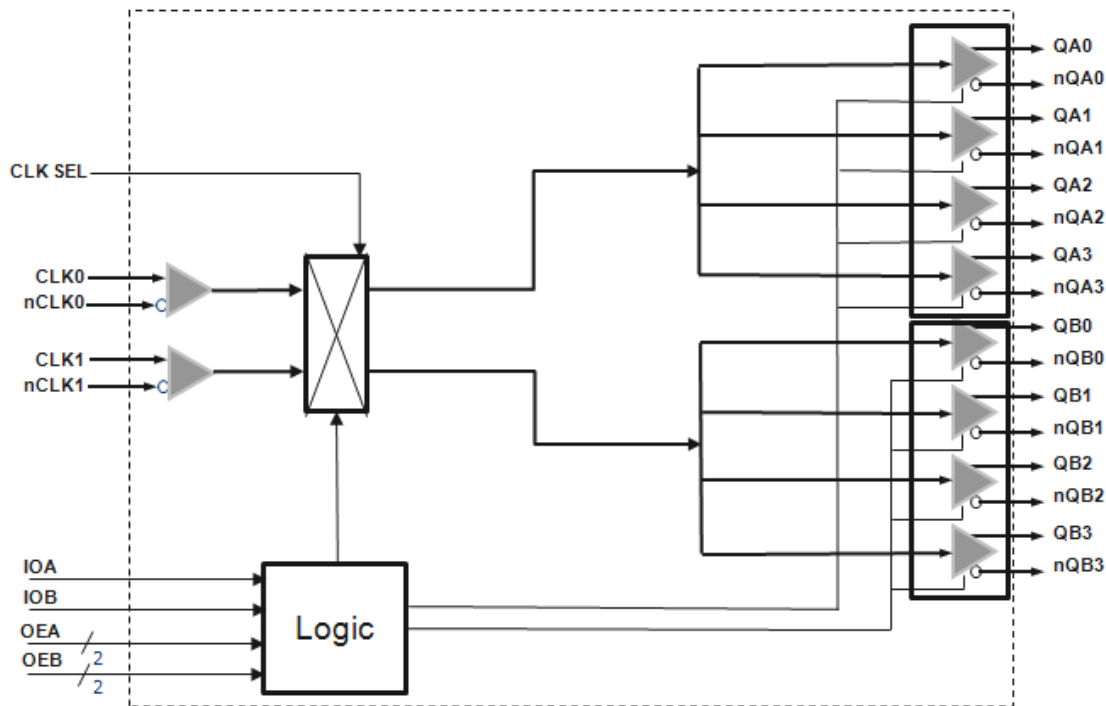 QA0
nQA0
QA1
nQA1
CLK SEL
QA2
nQA2
QA3
CLK0
nQA3
nCLK0
QB0
CLK1
nQB0
nCLK1
QB1
nQB1
QB2
nQB2
QB3
IOA
nQB3
IOB
Logic
OEA
2
OEB
2